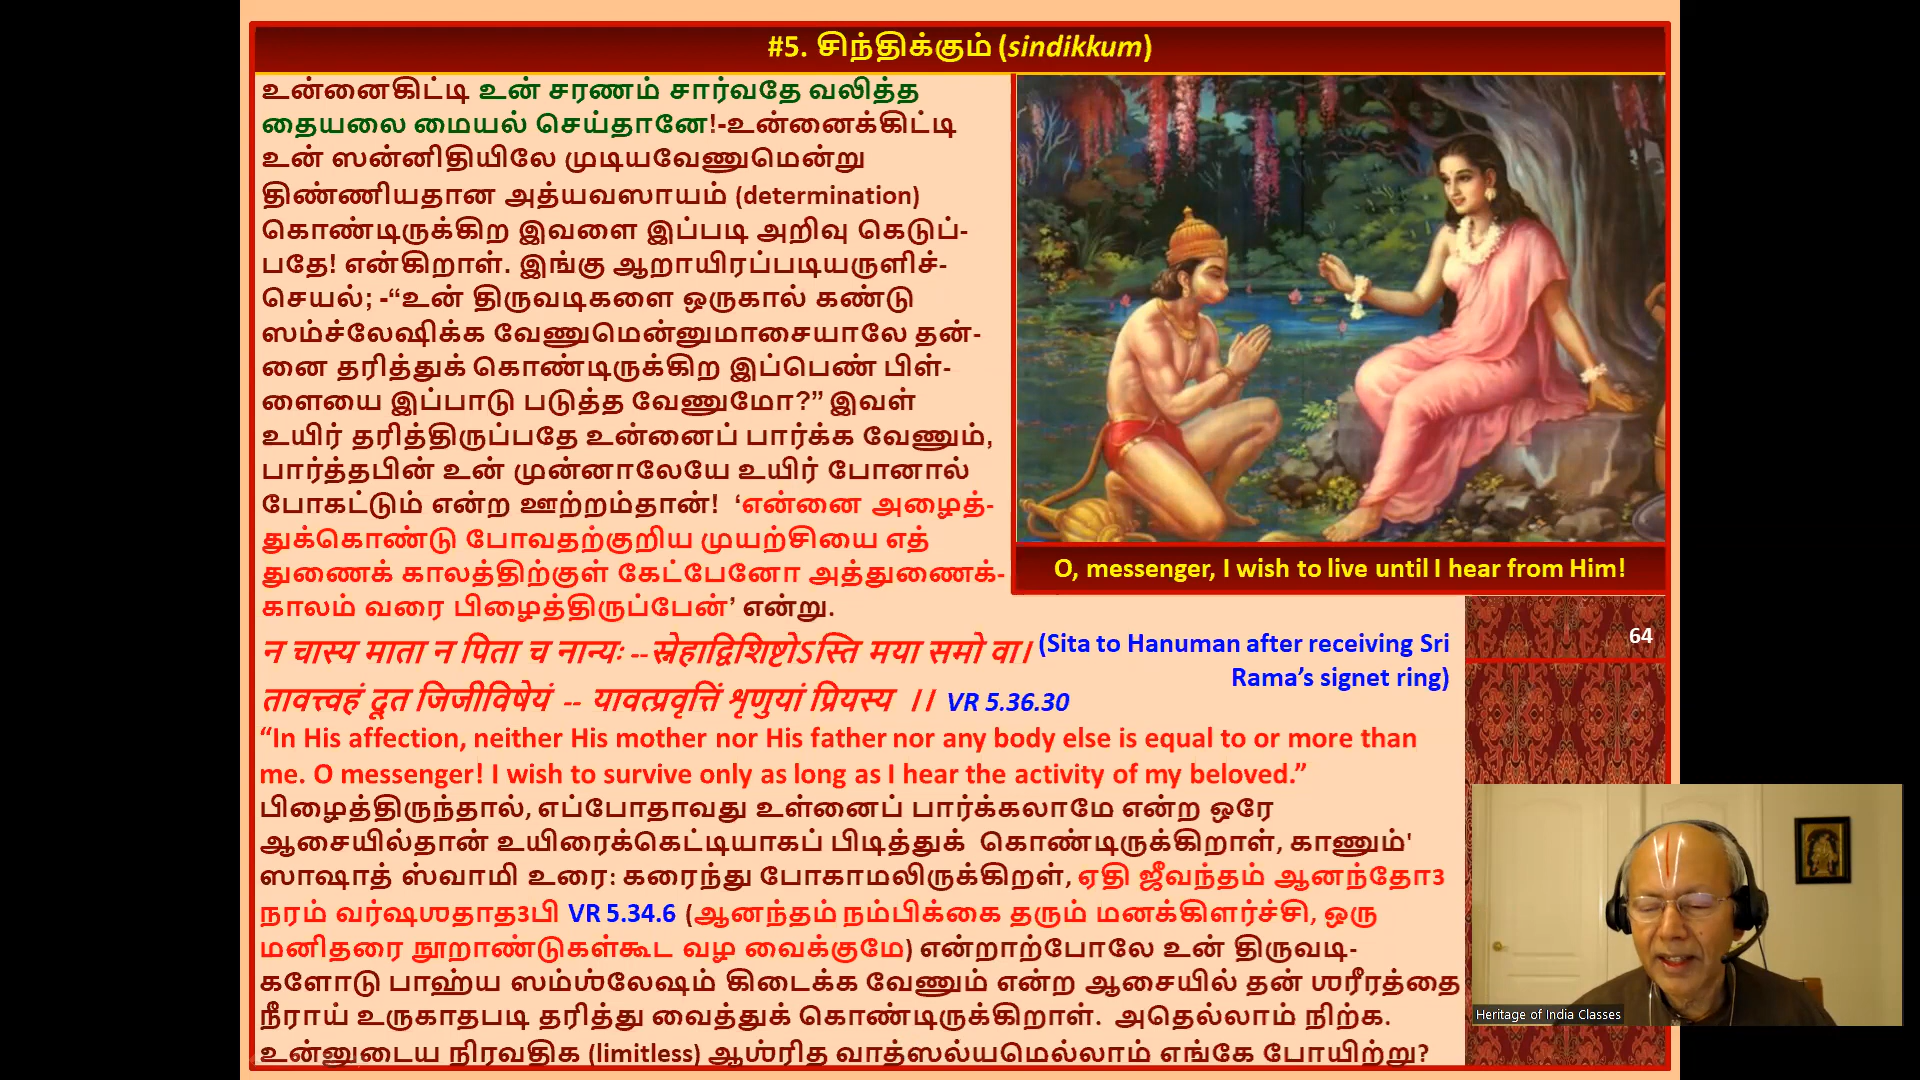 #5. சிந்திக்கும் (sindikkum)
உன்னைகிட்டி உன் சரணம் சார்வதே வலித்த
தையலை மையல் செய்தானே!-உன்னைக்கிட்டி
உன் ஸன்னிதியிலே முடியவேணுமென்று
திண்ணியதான அத்யவஸாயம் (determination)
கொண்டிருக்கிற இவளை இப்படி அறிவு கெடுப்-
பதே! என்கிறாள். இங்கு ஆறாயிரப்படியருளிச்-
செயல்; -“உன் திருவடிகளை ஒருகால் கண்டு
ஸம்ச்லேஷிக்க வேணுமென்னுமாசையாலே தன்-
னை தரித்துக் கொண்டிருக்கிற இப்பெண் பிள்-
ளையை இப்பாடு படுத்த வேணுமோ?” இவள்
உயிர் தரித்திருப்பதே உன்னைப் பார்க்க வேணும்,
பார்த்தபின் உன் முன்னாலேயே உயிர் போனால்
போகட்டும் என்ற ஊற்றம்தான்! ‘என்னை அழைத்-
துக்கொண்டு போவதற்குறிய முயற்சியை எத்
துணைக் காலத்திற்குள் கேட்பேனோ அத்துணைக்-
காலம் வரை பிழைத்திருப்பேன்’ என்று.
O, messenger, I wish to live until I hear from Him!
64
न चास्य माता न पिता च नान्यः --स्नेहाद्विशिष्टोऽस्ति मया समो वा।
(Sita to Hanuman after receiving Sri
Rama’s signet ring)
तावत्त्वहं दूत जिजीविषेयं -- यावत्प्रवृत्तिं शृणुयां प्रियस्य ।। VR 5.36.30
“In His affection, neither His mother nor His father nor any body else is equal to or more than
me. O messenger! I wish to survive only as long as I hear the activity of my beloved.”
பிழைத்திருந்தால், எப்போதாவது உள்னைப் பார்க்கலாமே என்ற ஒரே
ஆசையில்தான் உயிரைக்கெட்டியாகப் பிடித்துக் கொண்டிருக்கிறாள், காணும்'
ஸாஷாத் ஸ்வாமி உரை: கரைந்து போகாமலிருக்கிறள், ஏதி ஜீவந்தம் ஆனந்தோ3
நரம் வர்ஷஶதாத3பி VR 5.34.6 (ஆனந்தம் நம்பிக்கை தரும் மனக்கிளர்ச்சி, ஒரு
மனிதரை நூறாண்டுகள்கூட வழ வைக்குமே) என்றாற்போலே உன் திருவடி-
களோடு பாஹ்ய ஸம்ஶ்லேஷம் கிடைக்க வேணும் என்ற ஆசையில் தன் ஶரீரத்தை
நீராய் உருகாதபடி தரித்து வைத்துக் கொண்டிருக்கிறாள். அதெல்லாம் நிற்க.
உன்னுடைய நிரவதிக (limitless) ஆஶ்ரித வாத்ஸல்யமெல்லாம் எங்கே போயிற்று?
Heritage of India Classes